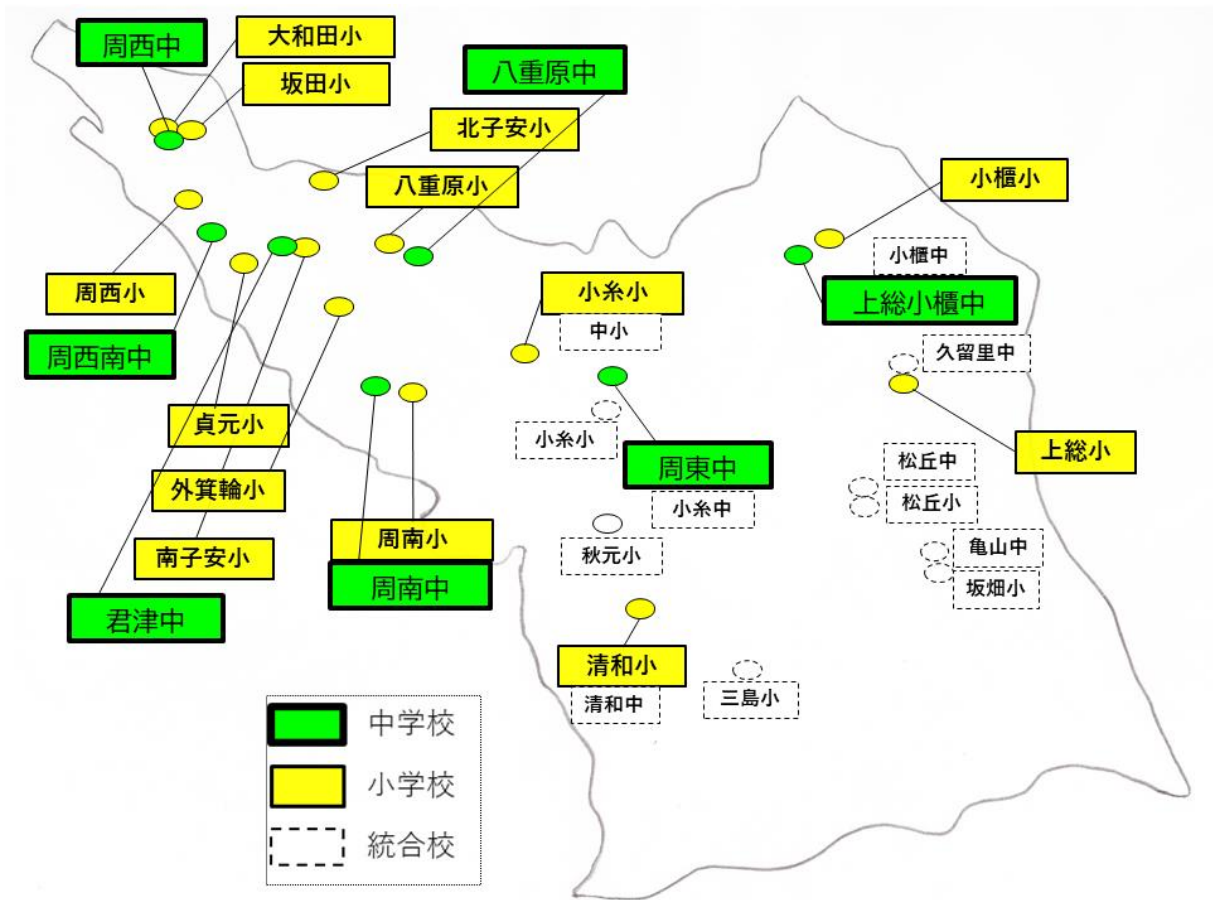 大和田小
周西中
坂田小
八重原中
北子安小
八重原小
小櫃小
小櫃中
周西小
小糸小
上総小櫃中
中小
周西南中
久留里中
貞元小
小糸小
上総小
周東中
松丘中
外箕輪小
松丘小
小糸中
周南小
秋元小
亀山中
南子安小
周南中
坂畑小
君津中
清和小
清和中
三島小
中学校
小学校
統合校